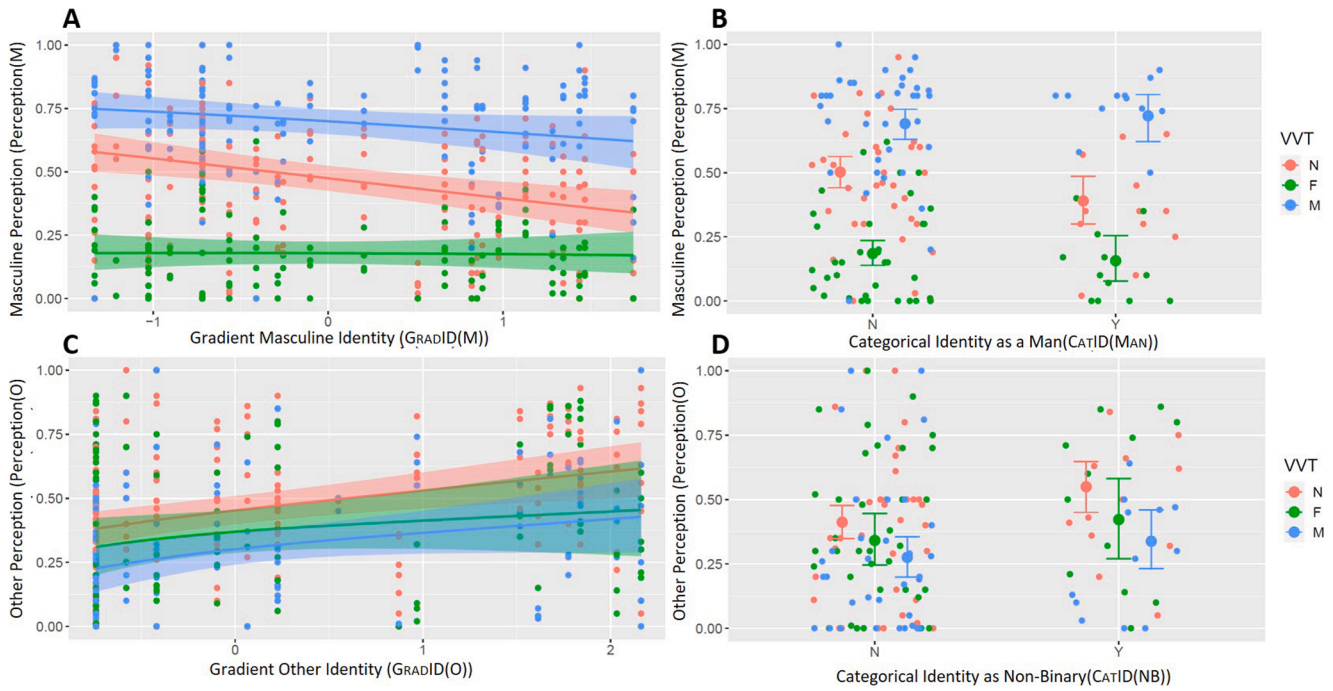 A
Masculine Perception (Perception(M)
1.00
0.75
0.50
0.25
0.00
−1
0
1
Gradient Masculine Identity (GRADID(M))
B
Masculine Perception (Perception(M)
1.00
0.75
0.50
0.25
0.00
N
Y
Categorical Identity as a Man(CATID(MAN))
VVT
N
F
M
C
Other Perception (Perception(O)
1.00
0.75
0.50
0.25
0.00
0
1
2
Gradient Other Identity (GRADID(O))
D
Other Perception (Perception(O)
1.00
0.75
0.50
0.25
0.00
N
Y
Categorical Identity as Non-Binary(CATID(NB))
VVT
N
F
M